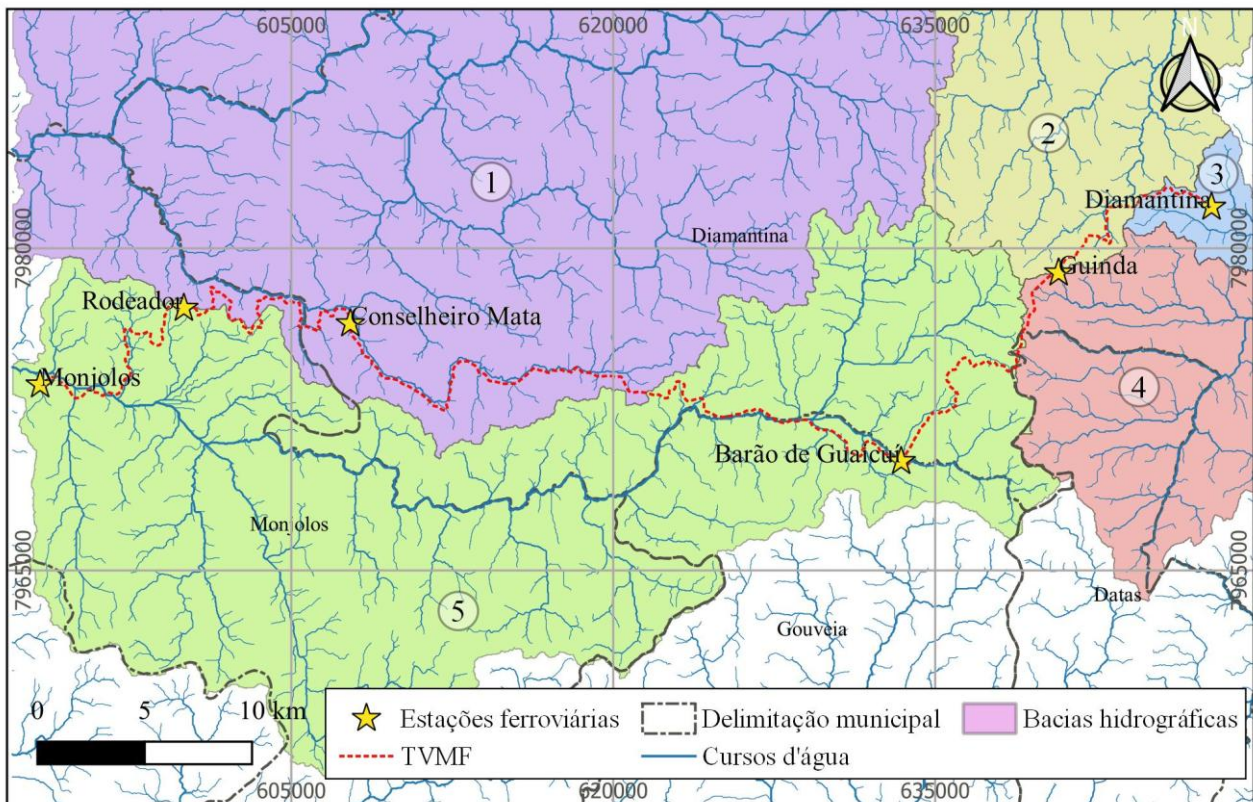 605000 620000 635000
N
2
3
1
Diamantina
7980000 Diamantina 7980000
Guinda
Rodeador
Conselheiro Mata
Monjolos
4
Barão de Guaicuí
Monjolos
7965000 7965000
5
Datas
Gouveia
0 5 10 km
Estações ferroviárias Delimitação municipal Bacias hidrográficas
TVMF Cursos d'água
605000 620000 635000